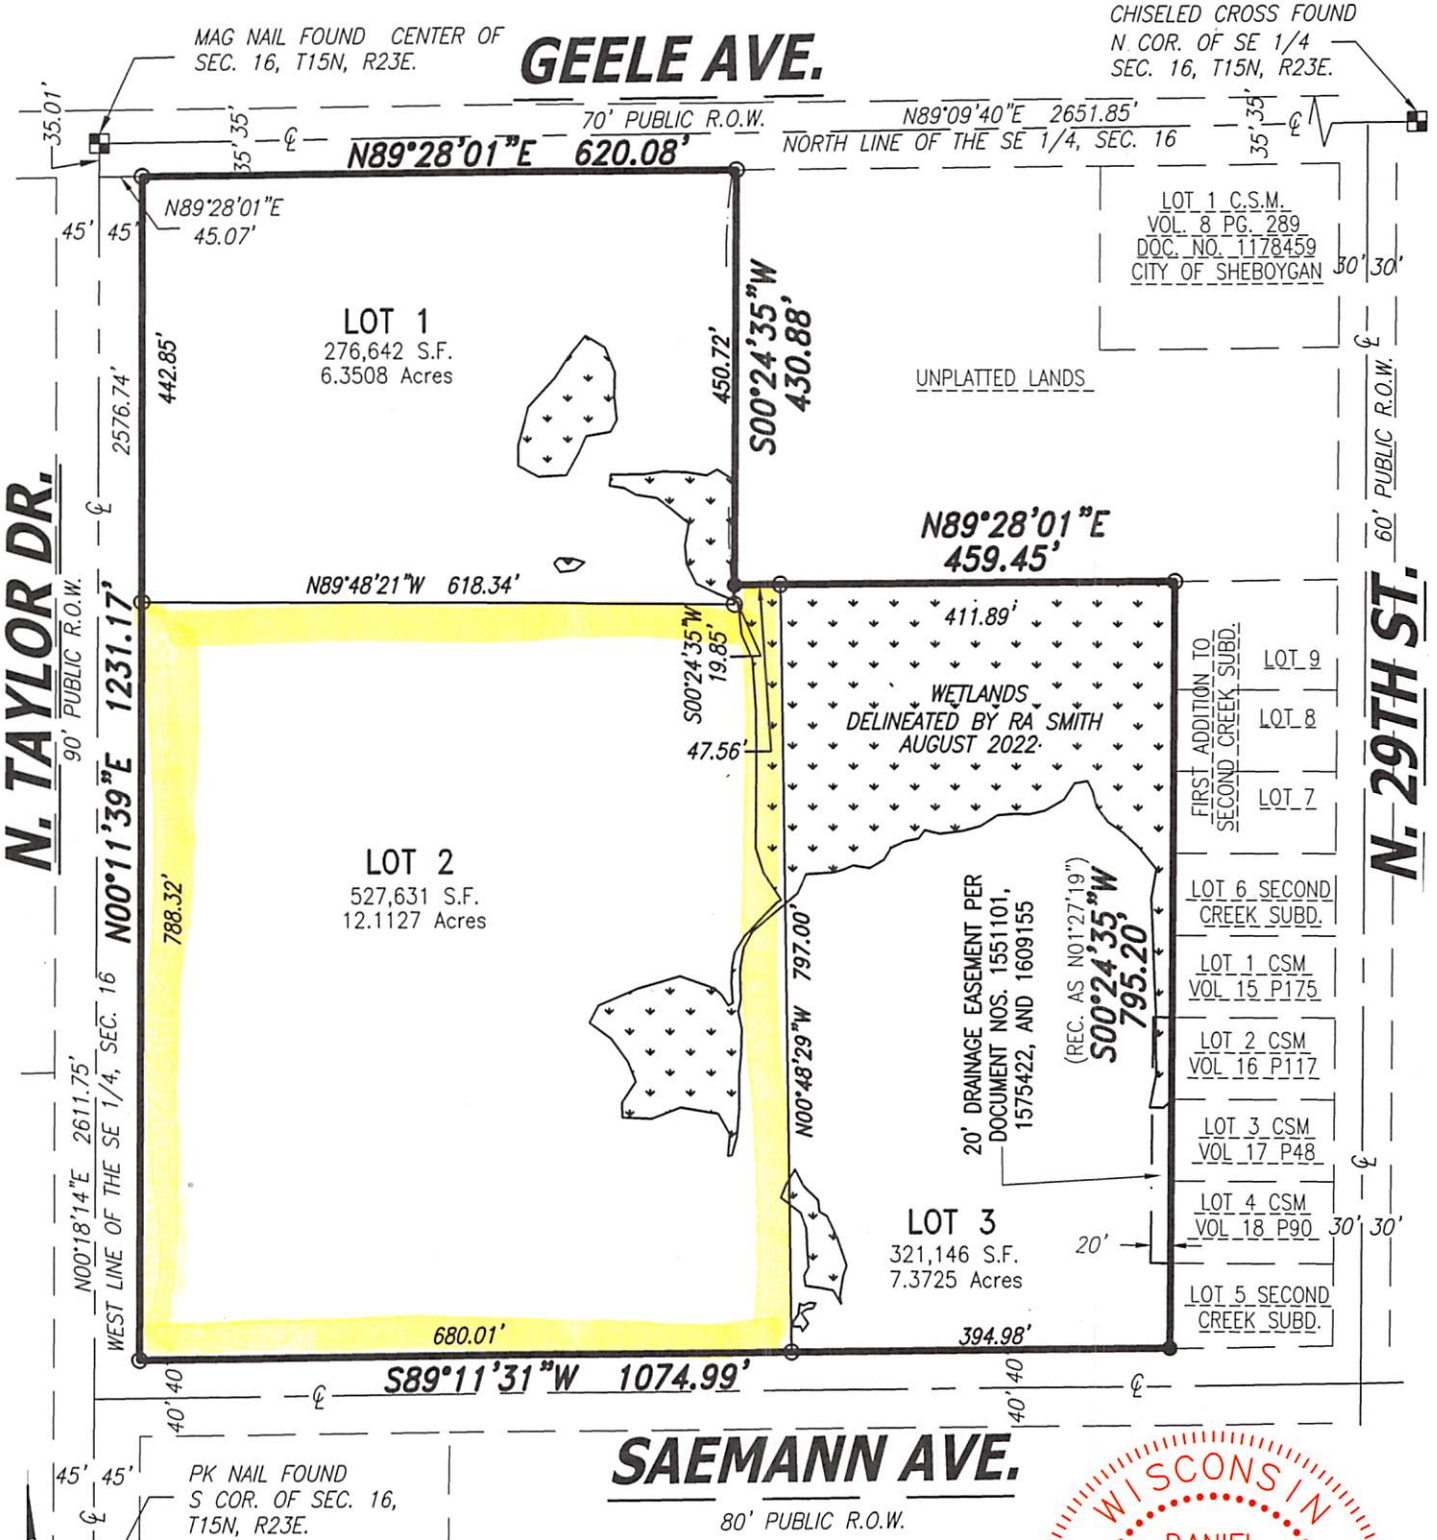 MAG NAIL FOUND CENTER OF
SEC. 16, T15N, R23E.
GEELE AVE.
CHISELED CROSS FOUND
N COR. OF SE 1/4
SEC. 16, T15N, R23E.
35.01'
35' 35'
℄
70' PUBLIC R.O.W.
N89°09'40"E 2651.85'
NORTH LINE OF THE SE 1/4, SEC. 16
35' 35'
℄
N89°28'01"E 620.08'
N89°28'01"E
45.07'
45' 45'
LOT 1 C.S.M.
VOL. 8 PG. 289
DOC. NO. 1178459
CITY OF SHEBOYGAN
30' 30'
℄
LOT 1
276,642 S.F.
6.3508 Acres
442.85'
2576.74'
450.72'
S00°24'35"W
430.88'
UNPLATTED LANDS
60' PUBLIC R.O.W.
N. TAYLOR DR.
90' PUBLIC R.O.W.
℄
N00°11'39"E 1231.17'
N89°28'01"E
459.45'
N. 29TH ST.
N89°48'21"W 618.34'
S00°24'35"W
19.85'
47.56'
411.89'
WETLANDS
DELINEATED BY RA SMITH
AUGUST 2022
FIRST ADDITION TO
SECOND CREEK SUBD.
LOT 9
LOT 8
LOT 7
LOT 2
527,631 S.F.
12.1127 Acres
788.32'
N00°48'29"W 797.00'
20' DRAINAGE EASEMENT PER
DOCUMENT NOS. 1551101,
1575422, AND 1609155
(REC. AS N01°27'19")
S00°24'35"W
795.20'
LOT 6 SECOND
CREEK SUBD.
LOT 1 CSM
VOL 15 P175
LOT 2 CSM
VOL 16 P117
LOT 3 CSM
VOL 17 P48
LOT 4 CSM
VOL 18 P90
30' 30'
℄
LOT 5 SECOND
CREEK SUBD.
N00°18'14"E 2611.75'
WEST LINE OF THE SE 1/4, SEC. 16
LOT 3
321,146 S.F.
7.3725 Acres
20'
680.01'
394.98'
S89°11'31"W 1074.99'
40' 40
℄
40' 40
℄
SAEMANN AVE.
80' PUBLIC R.O.W.
45' 45'
℄
PK NAIL FOUND
S COR. OF SEC. 16,
T15N, R23E.
WISCONSIN